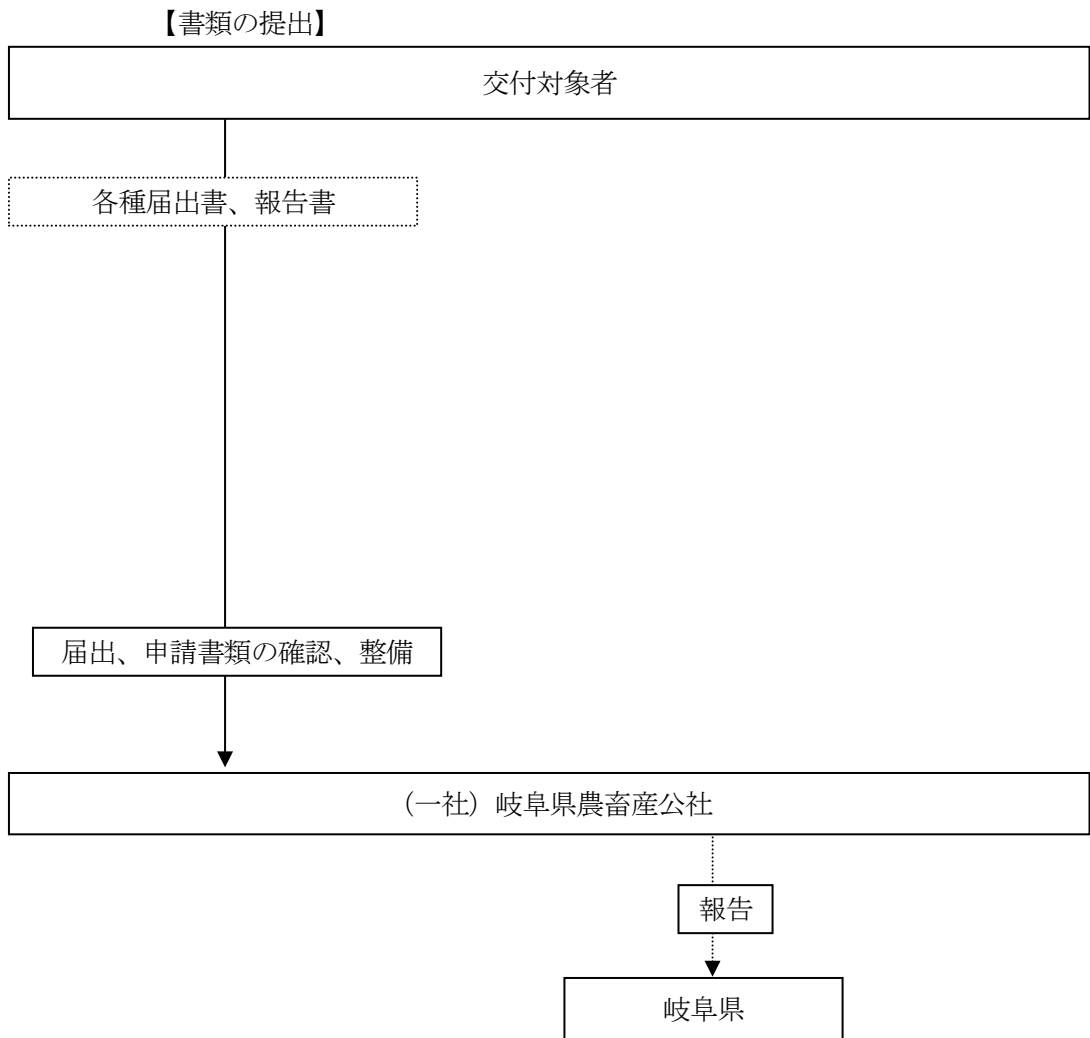 【書類の提出】
交付対象者
各種届出書、報告書
届出、申請書類の確認、整備
（一社）岐阜県農畜産公社
報告
岐阜県